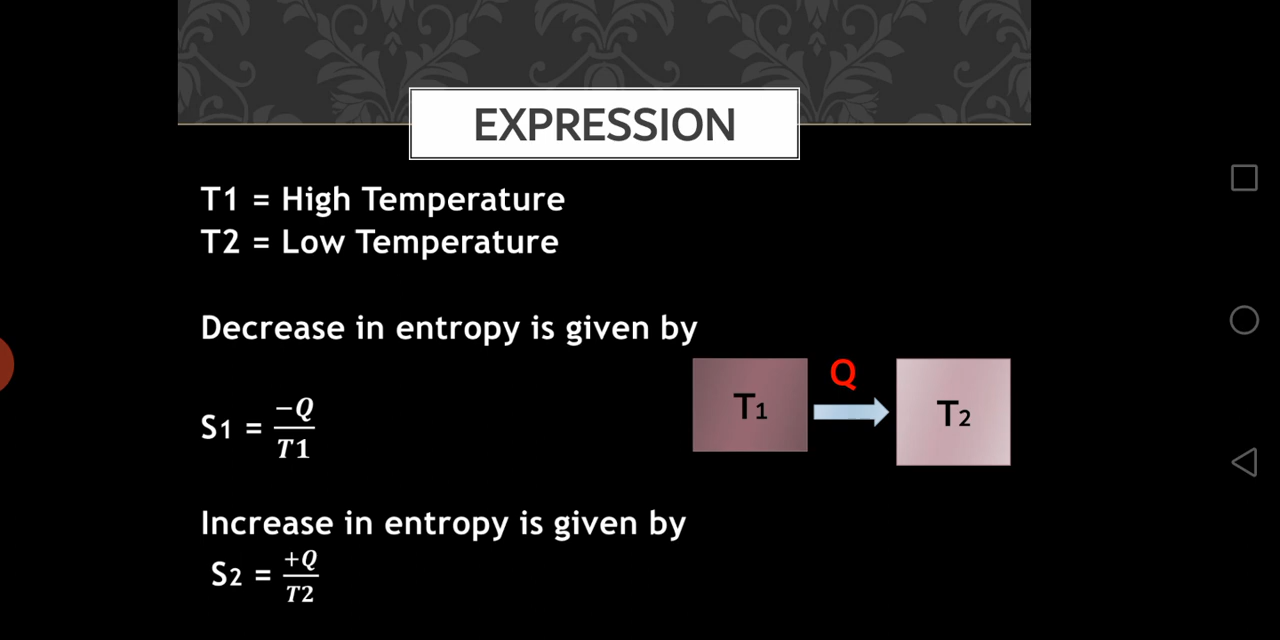 EXPRESSION
T1 = High Temperature
T2 = Low Temperature
Decrease in entropy is given by
Q
T1
T2
S1 = −Q/T1
Increase in entropy is given by
S2 = +Q/T2